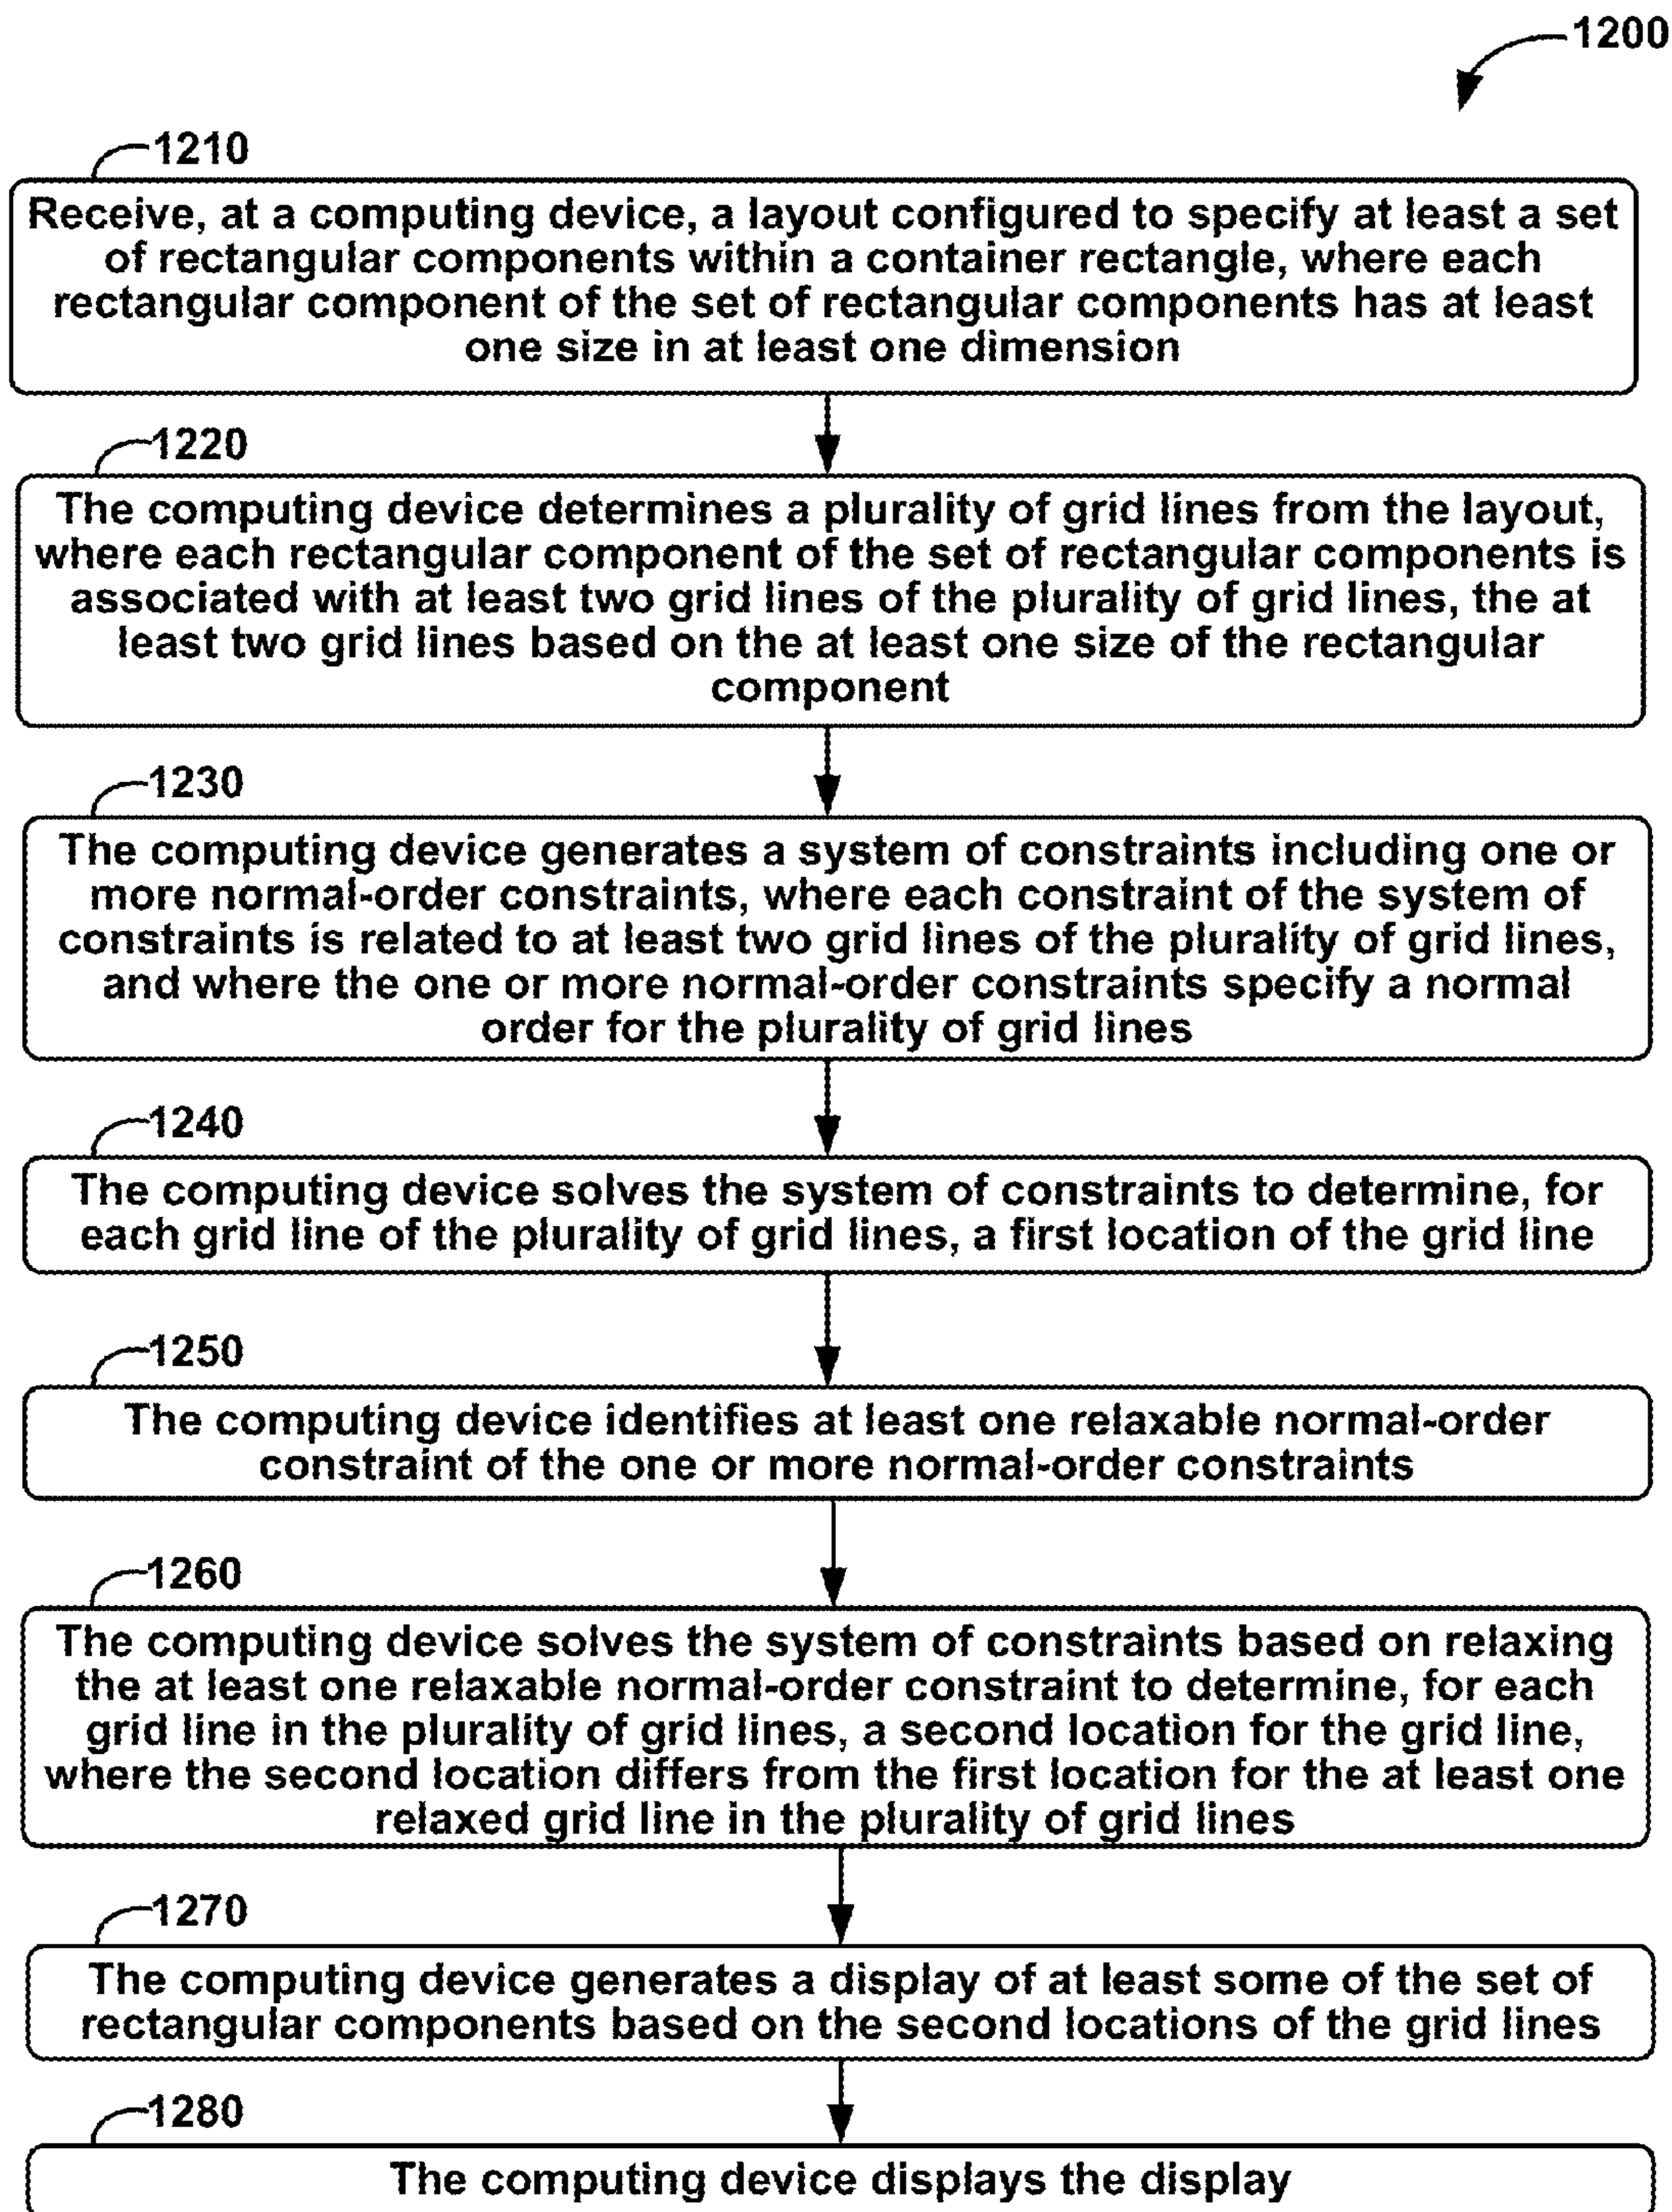 1200
1210
Receive, at a computing device, a layout configured to specify at least a set
of rectangular components within a container rectangle, where each
rectangular component of the set of rectangular components has at least
one size in at least one dimension
1220
The computing device determines a plurality of grid lines from the layout,
where each rectangular component of the set of rectangular components is
associated with at least two grid lines of the plurality of grid lines, the at
least two grid lines based on the at least one size of the rectangular
component
1230
The computing device generates a system of constraints including one or
more normal-order constraints, where each constraint of the system of
constraints is related to at least two grid lines of the plurality of grid lines,
and where the one or more normal-order constraints specify a normal
order for the plurality of grid lines
1240
The computing device solves the system of constraints to determine, for
each grid line of the plurality of grid lines, a first location of the grid line
1250
The computing device identifies at least one relaxable normal-order
constraint of the one or more normal-order constraints
1260
The computing device solves the system of constraints based on relaxing
the at least one relaxable normal-order constraint to determine, for each
grid line in the plurality of grid lines, a second location for the grid line,
where the second location differs from the first location for the at least one
relaxed grid line in the plurality of grid lines
1270
The computing device generates a display of at least some of the set of
rectangular components based on the second locations of the grid lines
1280
The computing device displays the display